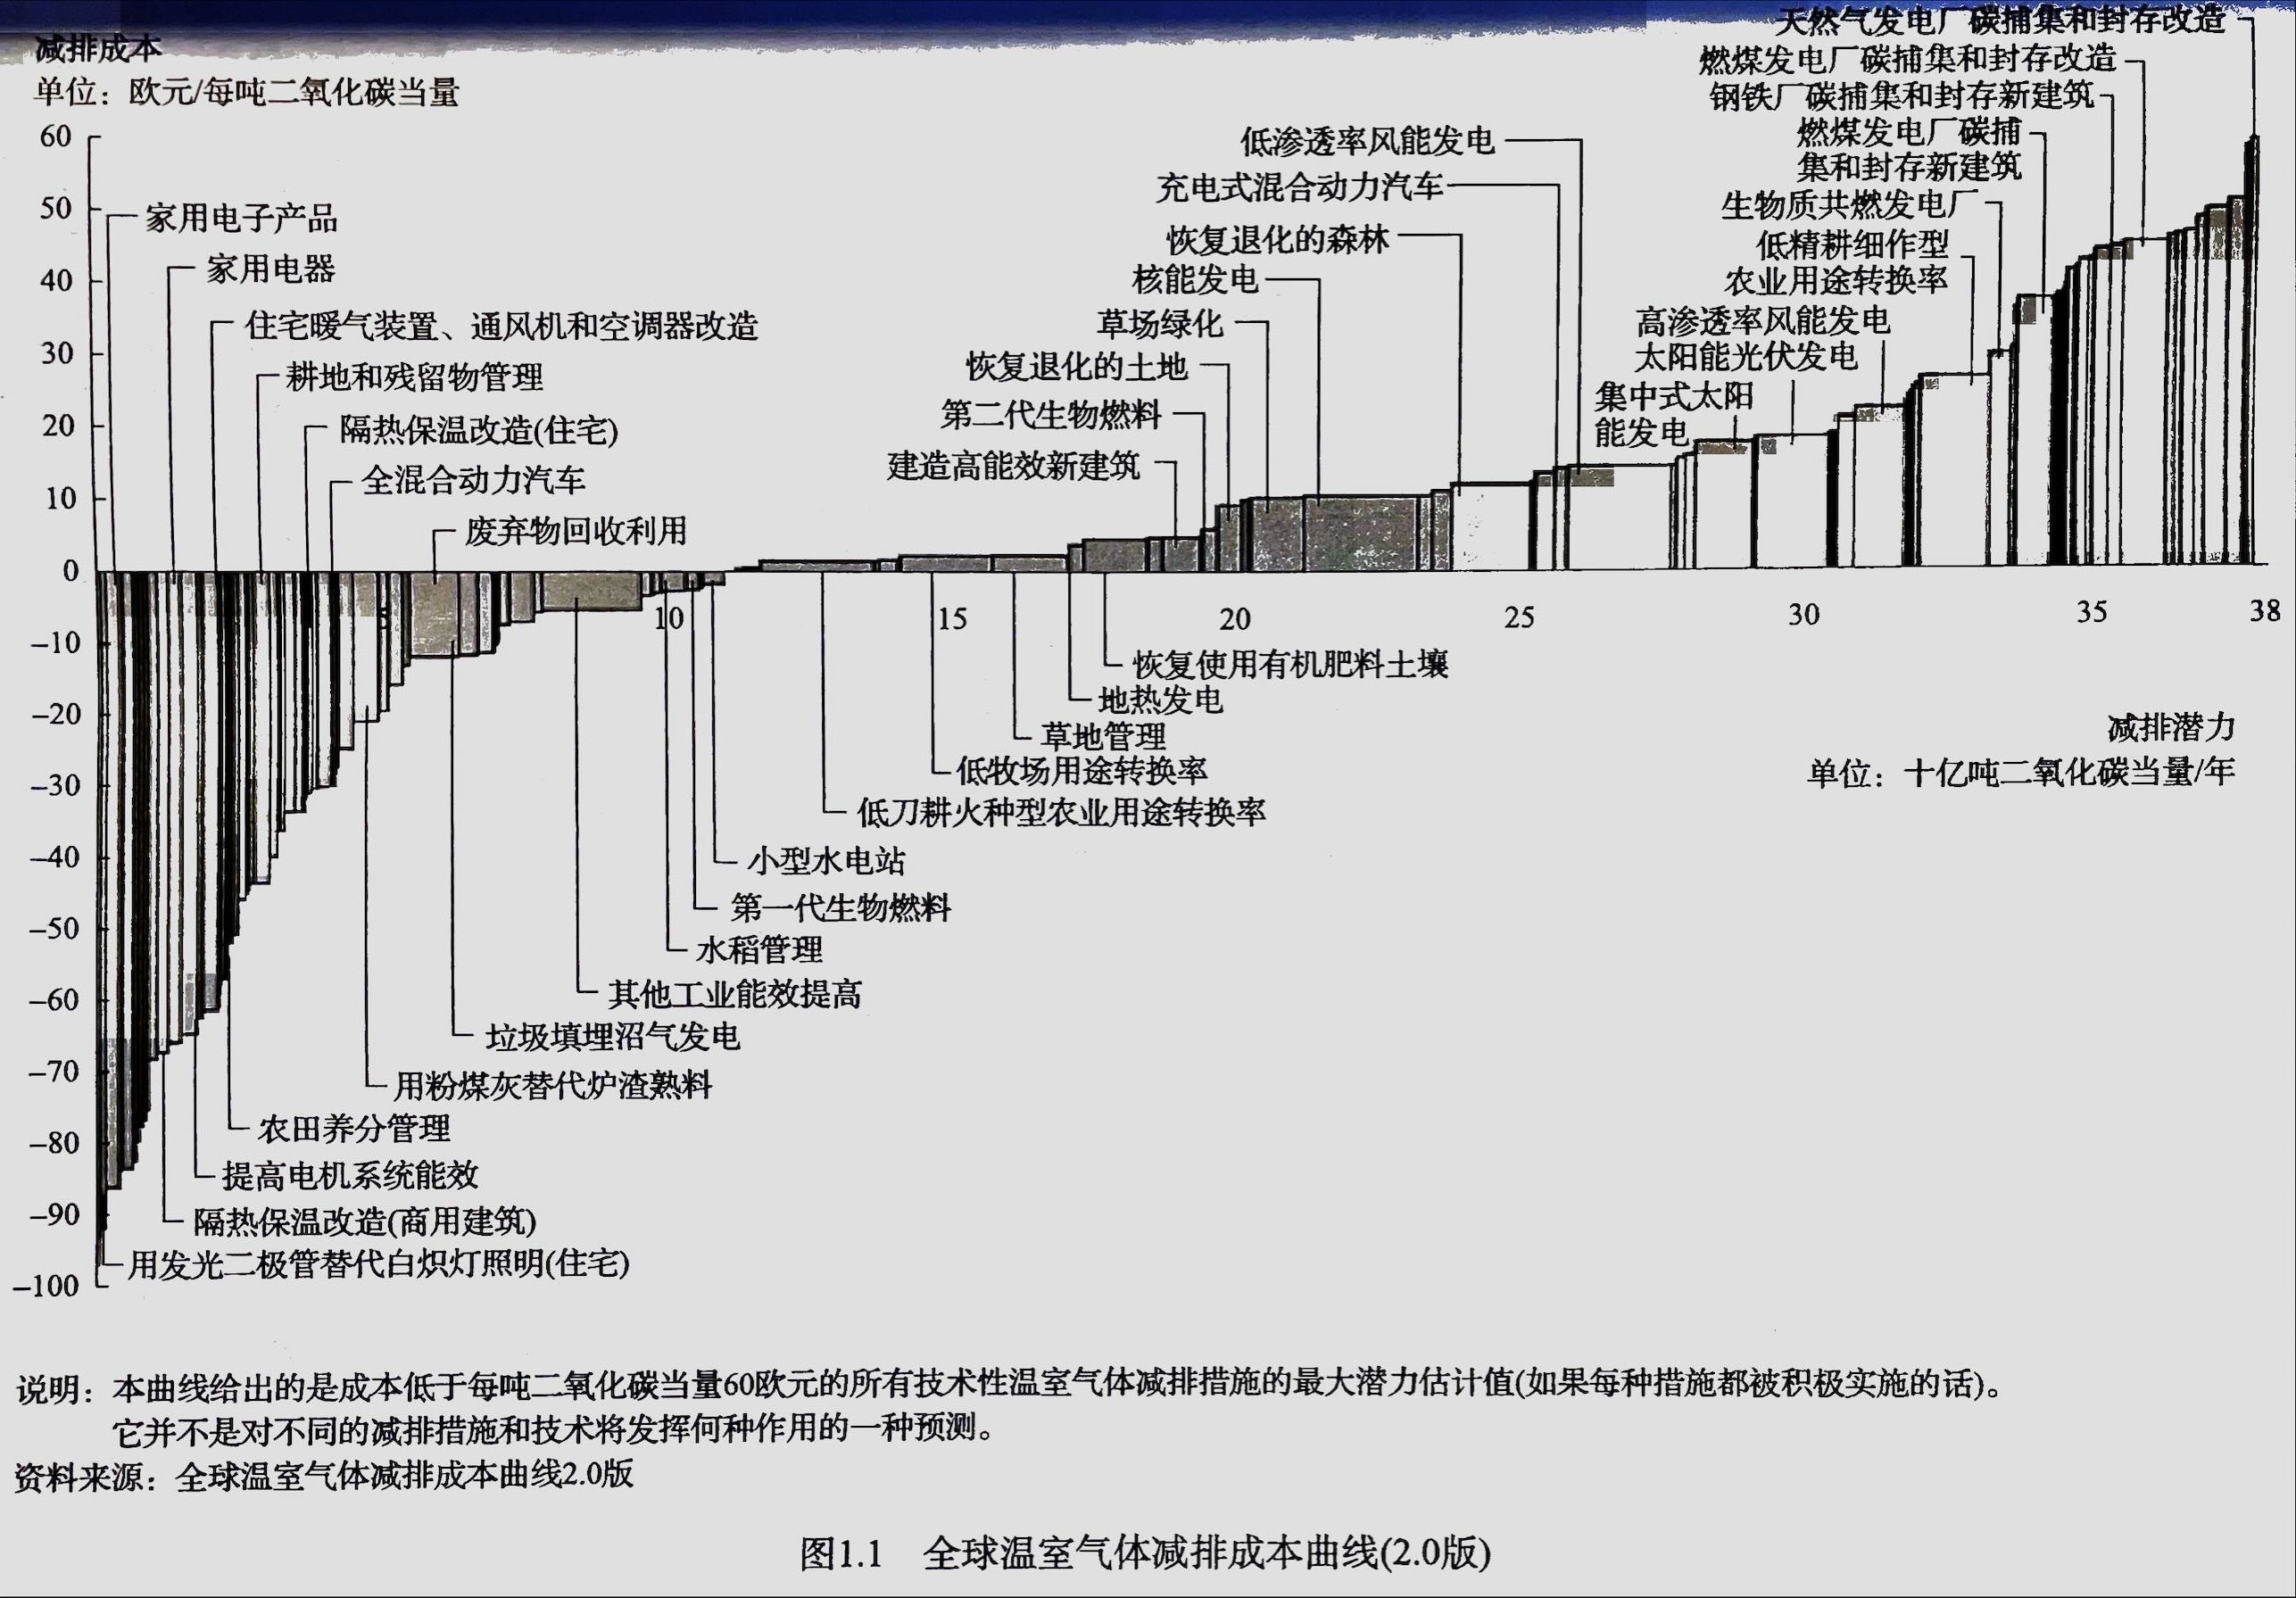 减排成本
单位：欧元/每吨二氧化碳当量
60
50
40
30
20
10
0
−10
−20
−30
−40
−50
−60
−70
−80
−90
−100
家用电子产品
家用电器
住宅暖气装置、通风机和空调器改造
耕地和残留物管理
隔热保温改造(住宅)
全混合动力汽车
废弃物回收利用
天然气发电厂碳捕集和封存改造
燃煤发电厂碳捕集和封存改造
钢铁厂碳捕集和封存新建筑
燃煤发电厂碳捕
集和封存新建筑
生物质共燃发电厂
低精耕细作型
农业用途转换率
高渗透率风能发电
太阳能光伏发电
集中式太阳
能发电
低渗透率风能发电
充电式混合动力汽车
恢复退化的森林
核能发电
草场绿化
恢复退化的土地
第二代生物燃料
建造高能效新建筑
5
10
15
20
25
30
35
38
恢复使用有机肥料土壤
地热发电
草地管理
低牧场用途转换率
低刀耕火种型农业用途转换率
小型水电站
第一代生物燃料
水稻管理
其他工业能效提高
垃圾填埋沼气发电
用粉煤灰替代炉渣熟料
农田养分管理
提高电机系统能效
隔热保温改造(商用建筑)
用发光二极管替代白炽灯照明(住宅)
减排潜力
单位：十亿吨二氧化碳当量/年
说明：本曲线给出的是成本低于每吨二氧化碳当量60欧元的所有技术性温室气体减排措施的最大潜力估计值(如果每种措施都被积极实施的话)。
它并不是对不同的减排措施和技术将发挥何种作用的一种预测。
资料来源：全球温室气体减排成本曲线2.0版
图1.1 全球温室气体减排成本曲线(2.0版)